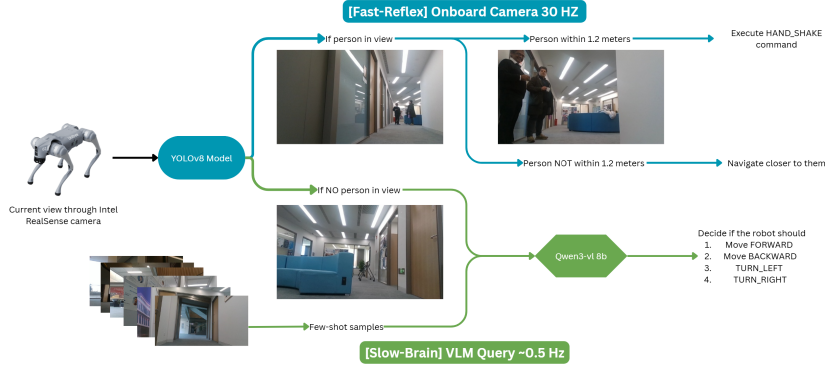 [Fast-Reflex] Onboard Camera 30 HZ
If person in view
Person within 1.2 meters
Execute HAND_SHAKE
command
YOLOv8 Model
Person NOT within 1.2 meters
Navigate closer to them
If NO person in view
Current view through Intel
RealSense camera
Qwen3-vl 8b
Decide if the robot should
1. Move FORWARD
2. Move BACKWARD
3. TURN_LEFT
4. TURN_RIGHT
Few-shot samples
[Slow-Brain] VLM Query ~0.5 Hz